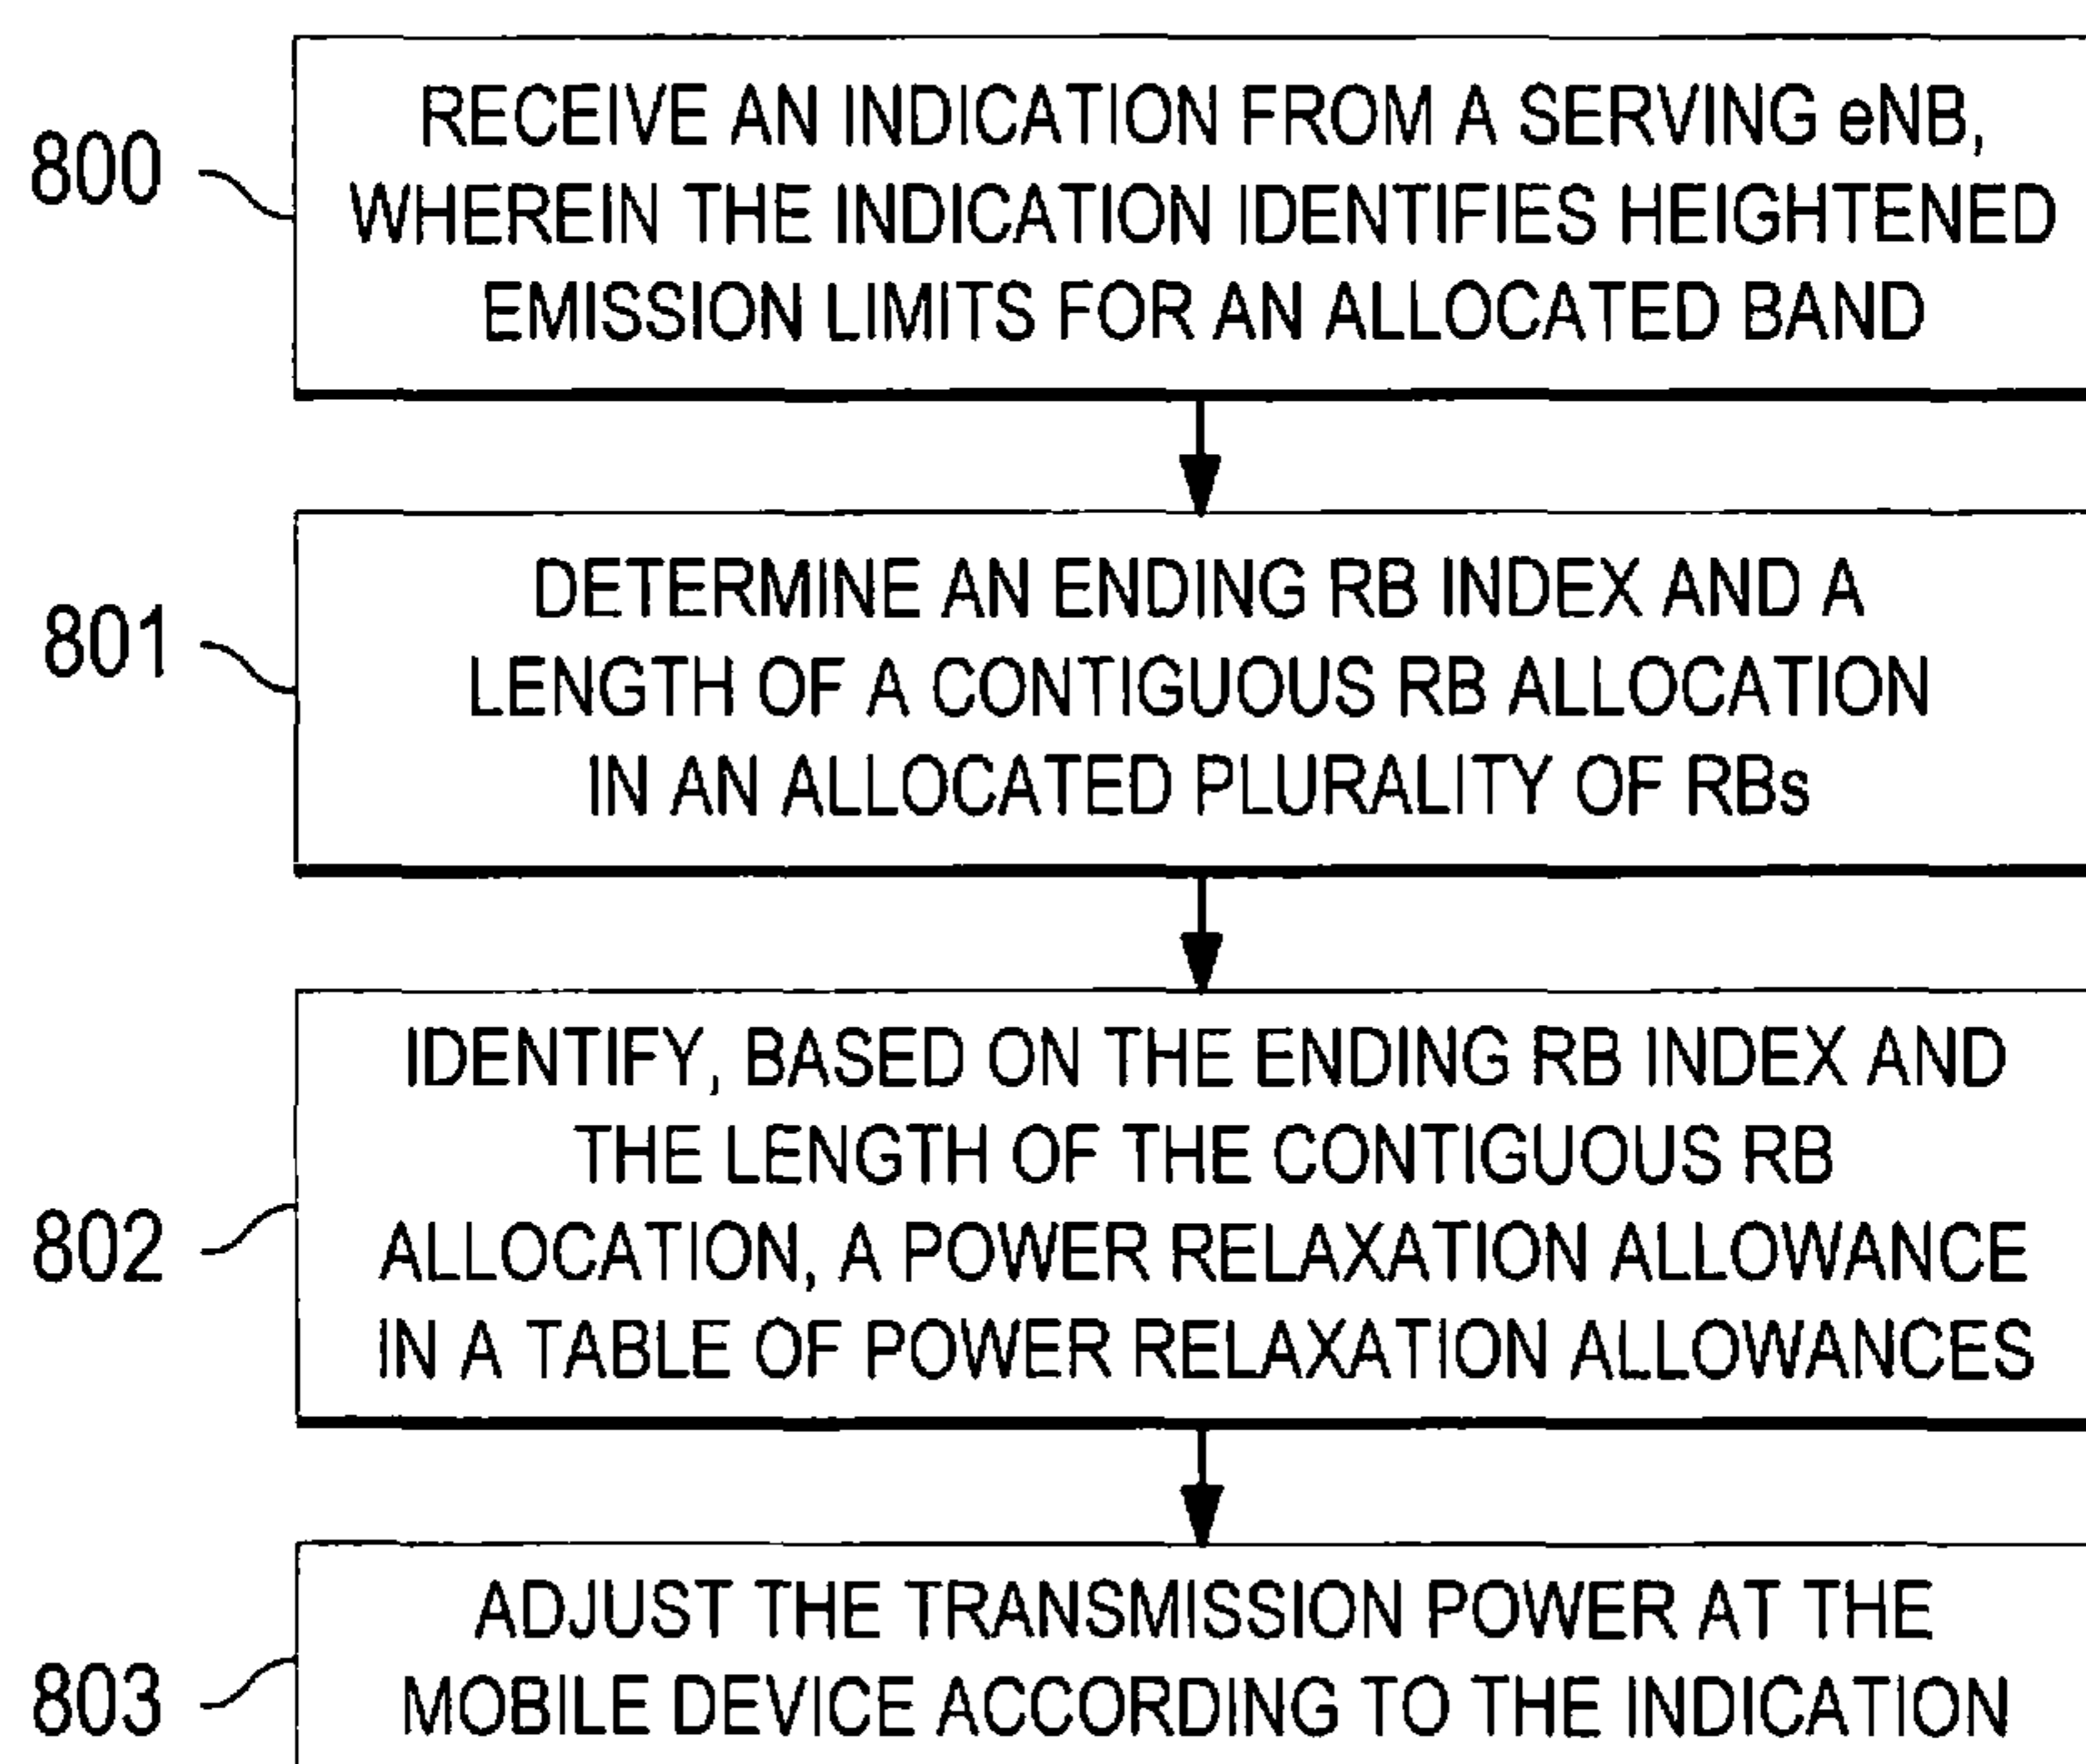 800
RECEIVE AN INDICATION FROM A SERVING eNB,
WHEREIN THE INDICATION IDENTIFIES HEIGHTENED
EMISSION LIMITS FOR AN ALLOCATED BAND
801
DETERMINE AN ENDING RB INDEX AND A
LENGTH OF A CONTIGUOUS RB ALLOCATION
IN AN ALLOCATED PLURALITY OF RBs
802
IDENTIFY, BASED ON THE ENDING RB INDEX AND
THE LENGTH OF THE CONTIGUOUS RB
ALLOCATION, A POWER RELAXATION ALLOWANCE
IN A TABLE OF POWER RELAXATION ALLOWANCES
803
ADJUST THE TRANSMISSION POWER AT THE
MOBILE DEVICE ACCORDING TO THE INDICATION